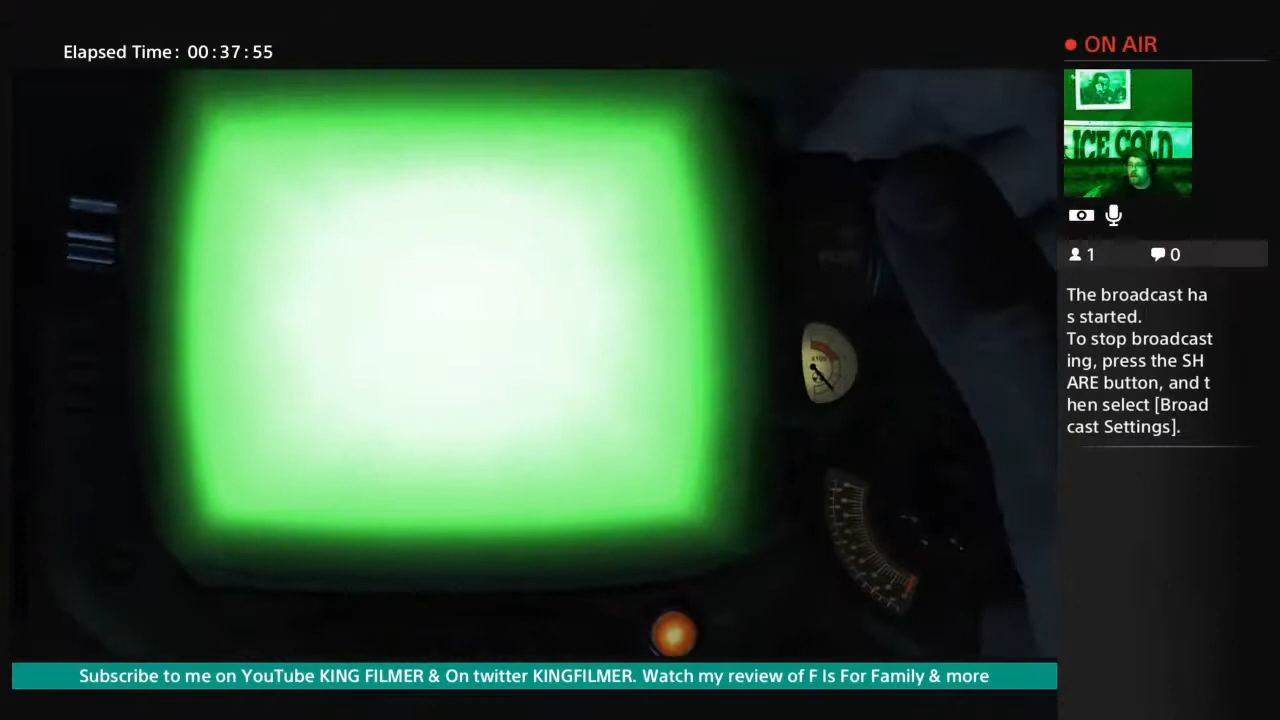 Elapsed Time: 00:37:55
ON AIR
ICE COLD
1
0
The broadcast ha
s started.
To stop broadcast
ing, press the SH
ARE button, and t
hen select [Broad
cast Settings].
Subscribe to me on YouTube KING FILMER & On twitter KINGFILMER. Watch my review of F Is For Family & more